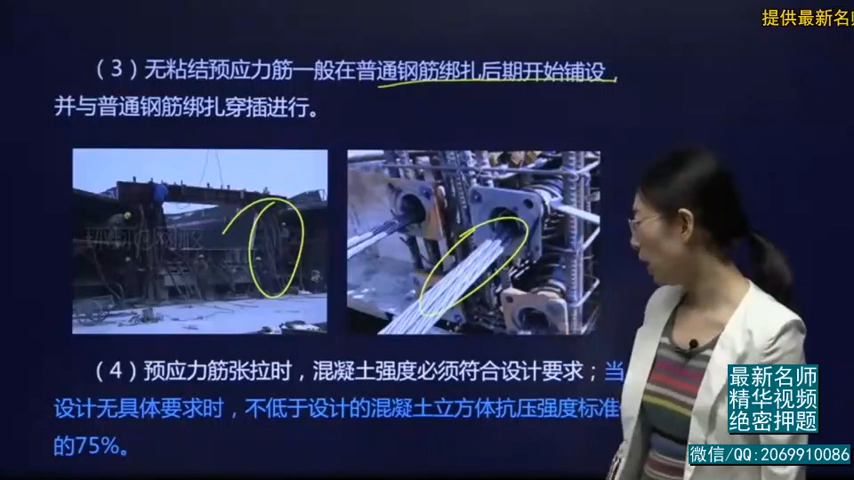 提供最新名师
（3）无粘结预应力筋一般在普通钢筋绑扎后期开始铺设，
并与普通钢筋绑扎穿插进行。
（4）预应力筋张拉时，混凝土强度必须符合设计要求；当
设计无具体要求时，不低于设计的混凝土立方体抗压强度标准
的75%。
最新名师
精华视频
绝密押题
微信/QQ:2069910086